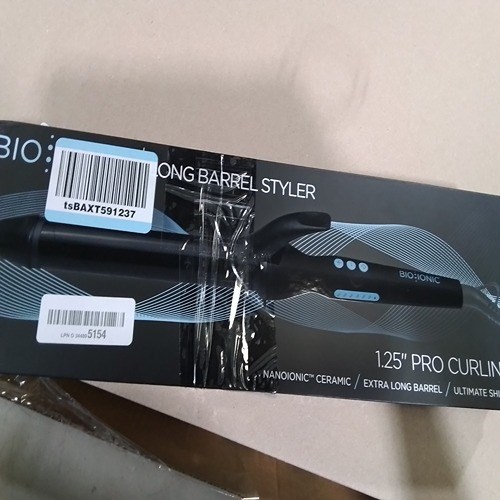 BIO
LONG BARREL STYLER
tsBAXT591237
BIO:IONIC
5154
1.25" PRO CURLIN
NANOIONIC™ CERAMIC / EXTRA LONG BARREL / ULTIMATE SHI